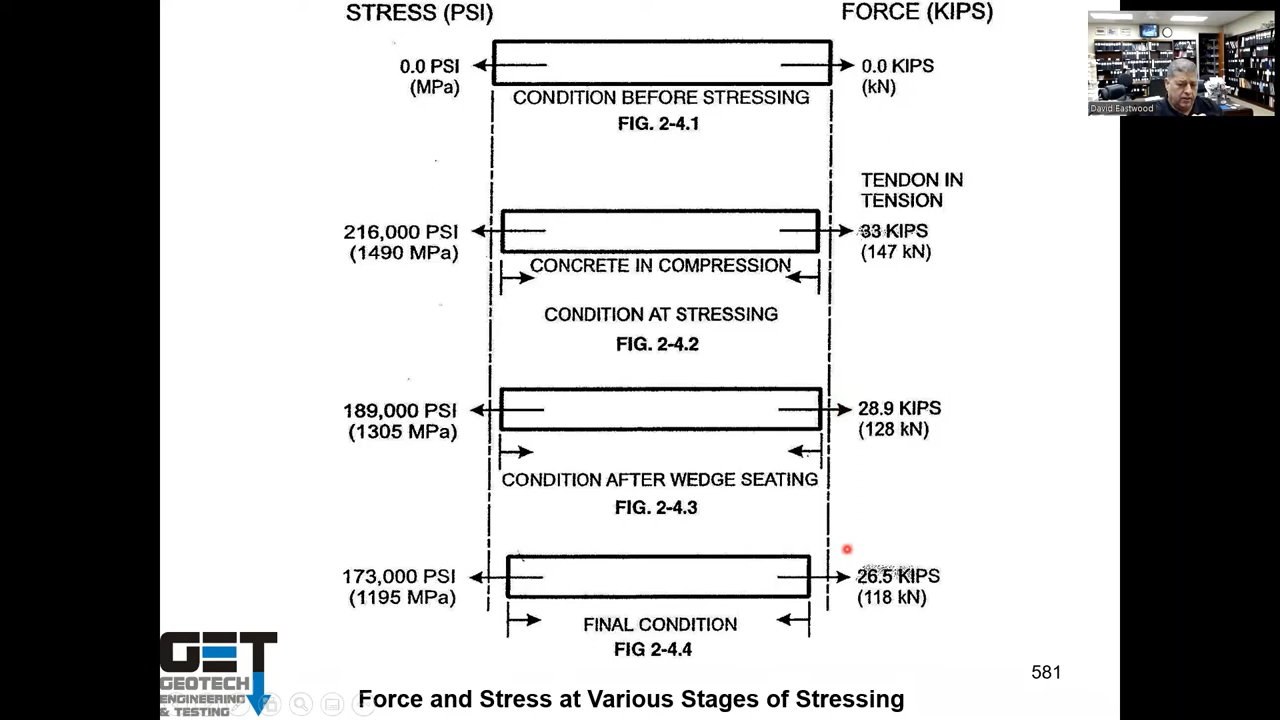 STRESS (PSI)
FORCE (KIPS)
0.0 PSI
(MPa)
0.0 KIPS
(kN)
CONDITION BEFORE STRESSING
FIG. 2-4.1
TENDON IN
TENSION
216,000 PSI
(1490 MPa)
33 KIPS
(147 kN)
CONCRETE IN COMPRESSION
CONDITION AT STRESSING
FIG. 2-4.2
189,000 PSI
(1305 MPa)
28.9 KIPS
(128 kN)
CONDITION AFTER WEDGE SEATING
FIG. 2-4.3
173,000 PSI
(1195 MPa)
26.5 KIPS
(118 kN)
FINAL CONDITION
FIG 2-4.4
GET
GEOTECH
ENGINEERING
& TESTING
Force and Stress at Various Stages of Stressing
581
David Eastwood